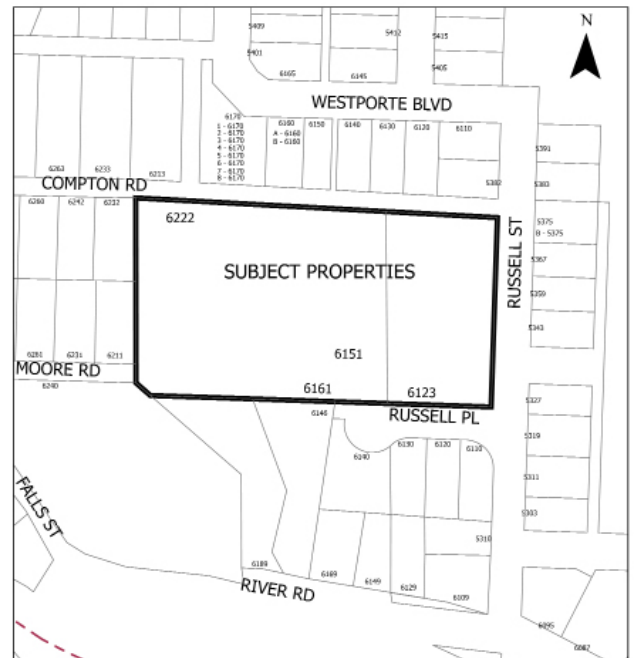 N
5409
5412
5415
5401
5405
6165
6145
WESTPORTE BLVD
6170
1 - 6170
2 - 6170
3 - 6170
4 - 6170
5 - 6170
6 - 6170
7 - 6170
8 - 6170
6160
A - 6160
B - 6160
6150
6140
6130
6120
6110
5391
6263
6233
6213
5382
5383
COMPTON RD
6260
6242
6232
6222
5375
B - 5375
RUSSELL ST
SUBJECT PROPERTIES
5367
5359
5343
6261
6231
6211
6151
MOORE RD
6240
6161
6123
5327
6146
RUSSELL PL
6140
6130
6120
6110
5319
5311
FALLS ST
5303
5310
6189
6169
6149
6129
6109
RIVER RD
6095
6087